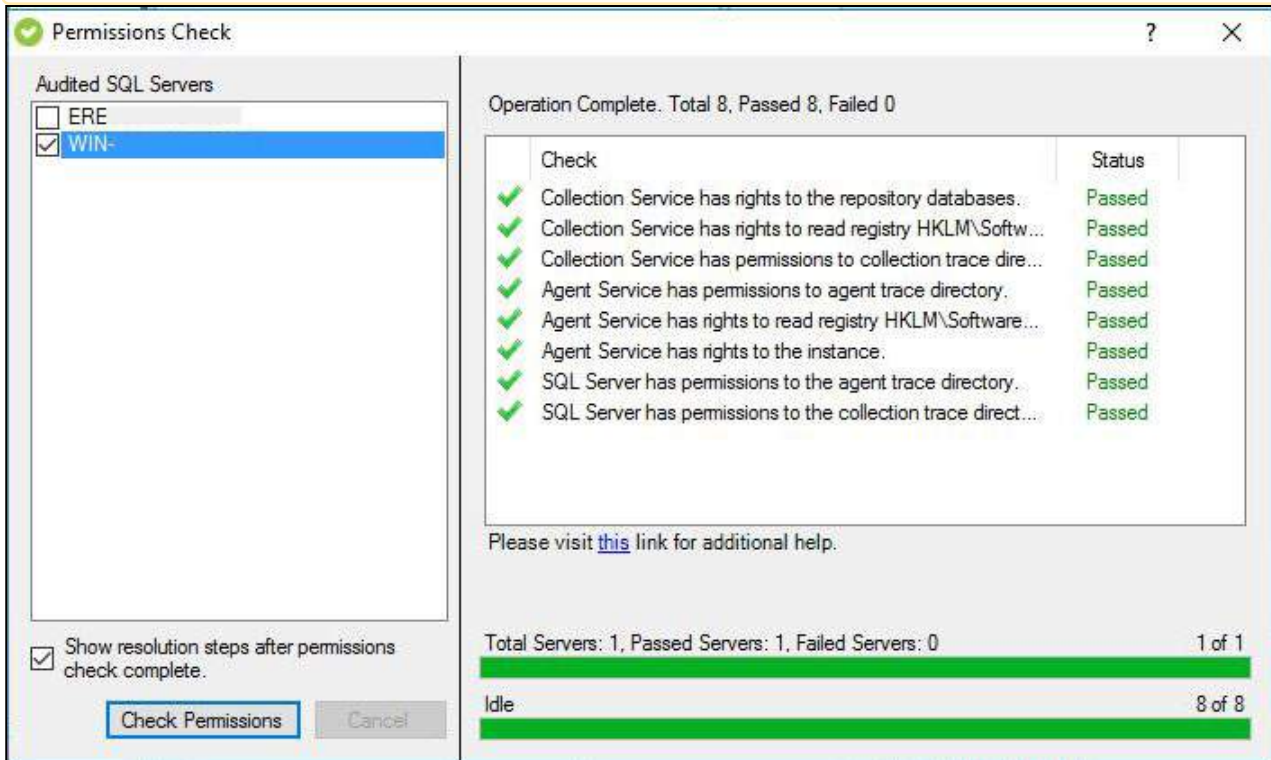 Permissions Check ? X
Audited SQL Servers
ERE
WIN-
Show resolution steps after permissions
check complete.
Check Permissions Cancel
Operation Complete. Total 8, Passed 8, Failed 0
Check Status
Collection Service has rights to the repository databases. Passed
Collection Service has rights to read registry HKLM\Softw... Passed
Collection Service has permissions to collection trace dire... Passed
Agent Service has permissions to agent trace directory. Passed
Agent Service has rights to read registry HKLM\Software... Passed
Agent Service has rights to the instance. Passed
SQL Server has permissions to the agent trace directory. Passed
SQL Server has permissions to the collection trace direct... Passed
Please visit this link for additional help.
Total Servers: 1, Passed Servers: 1, Failed Servers: 0 1 of 1
Idle 8 of 8